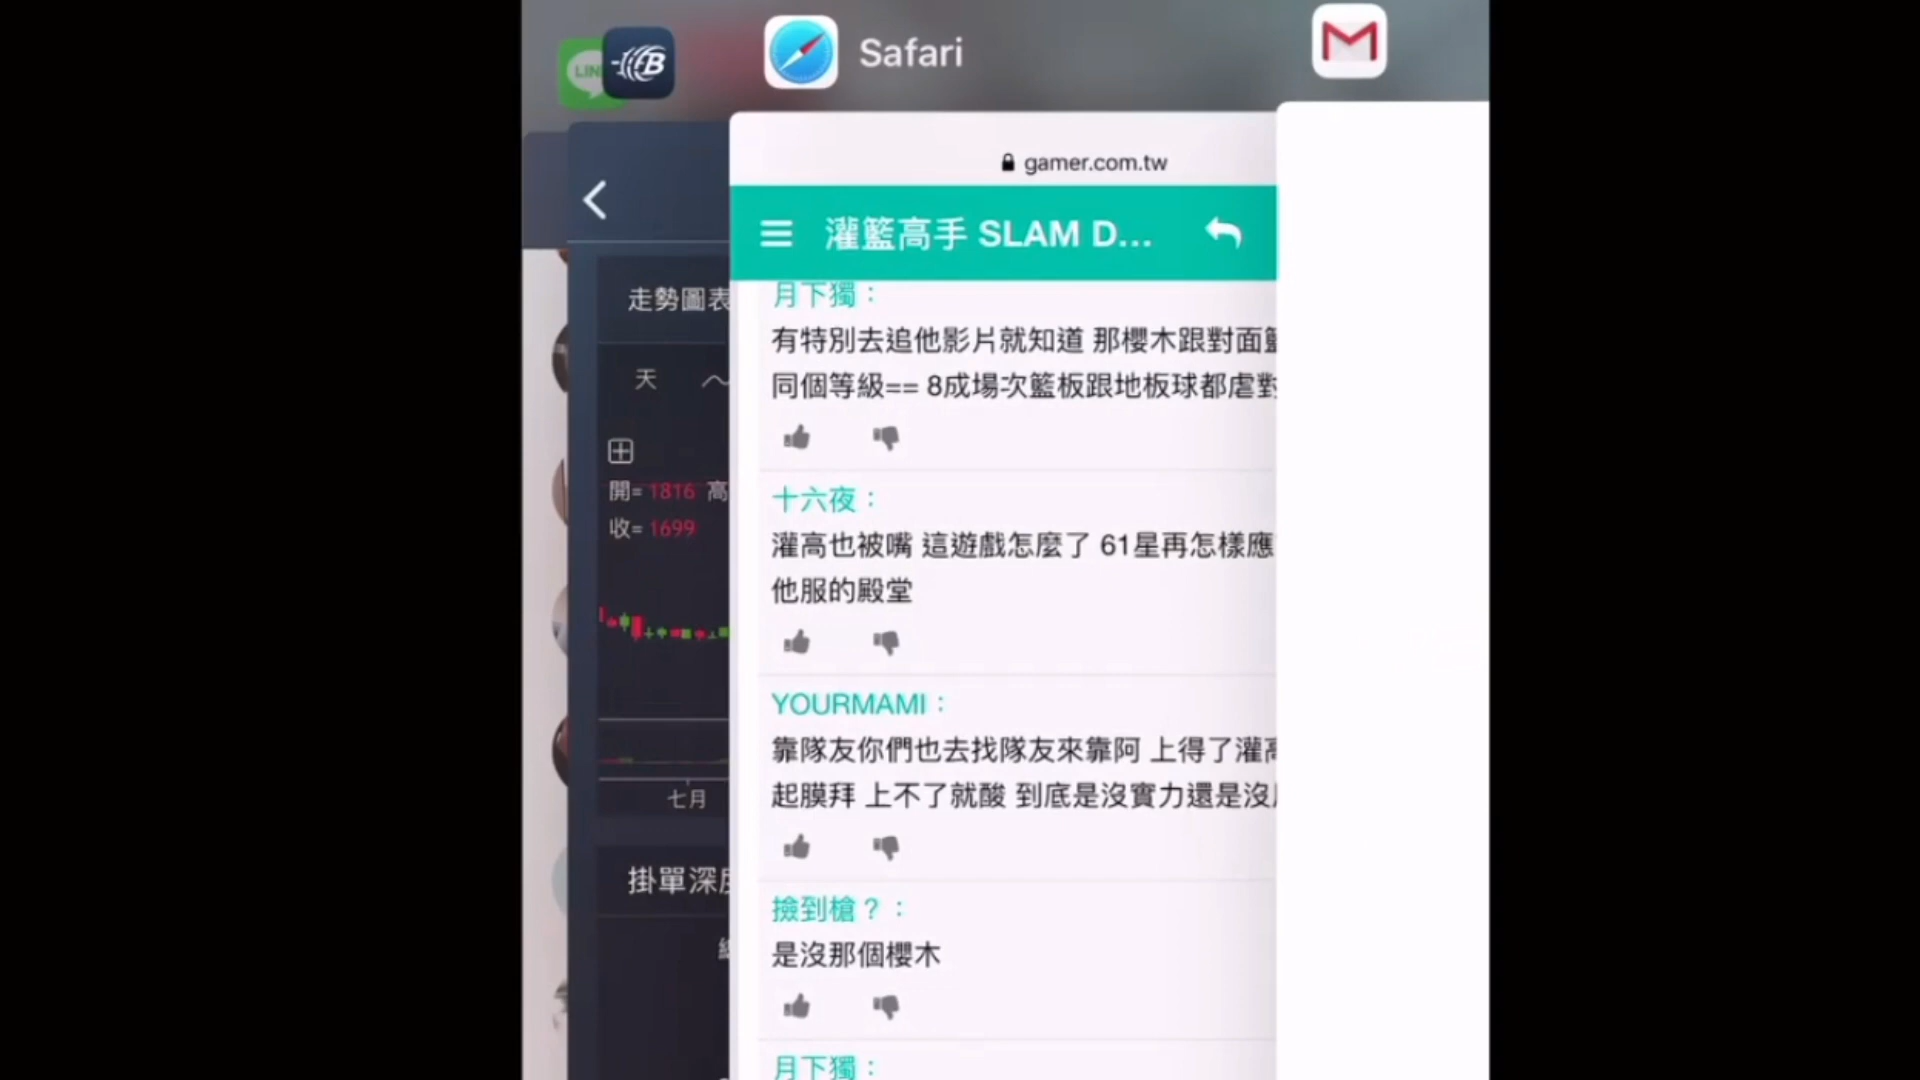 LIN
B
Safari
gamer.com.tw
灌籃高手 SLAM D...
走勢圖表
天
開= 1816 高
收= 1699
七月
掛單深
月下獨：
有特別去追他影片就知道 那櫻木跟對面
同個等級== 8成場次籃板跟地板球都虐對
十六夜：
灌高也被嘴 這遊戲怎麼了 61星再怎樣應
他服的殿堂
YOURMAMI：
靠隊友你們也去找隊友來靠阿 上得了灌高
起膜拜 上不了就酸 到底是沒實力還是沒
撿到槍？：
是沒那個櫻木
月下獨：